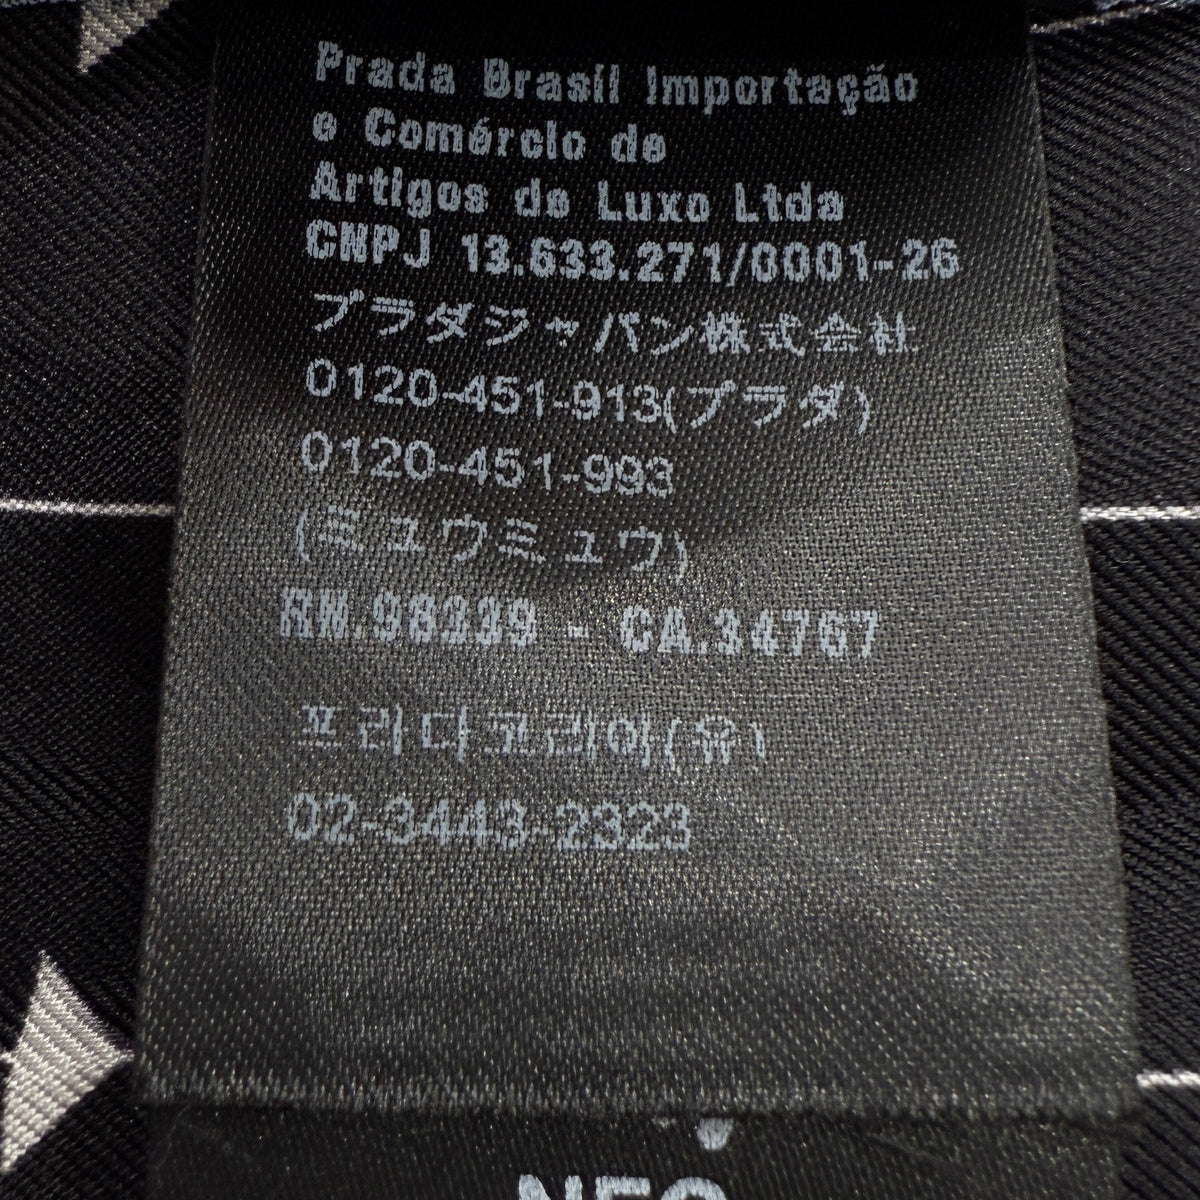 Prada Brasil Importação
e Comércio de
Artigos de Luxo Ltda
CNPJ 13.633.271/0001-26
プラダジャパン株式会社
0120-451-913(プラダ)
0120-451-993
(ミュウミュウ)
RN.98339 - CA.34767
프라다코리아(유)
02-3443-2323